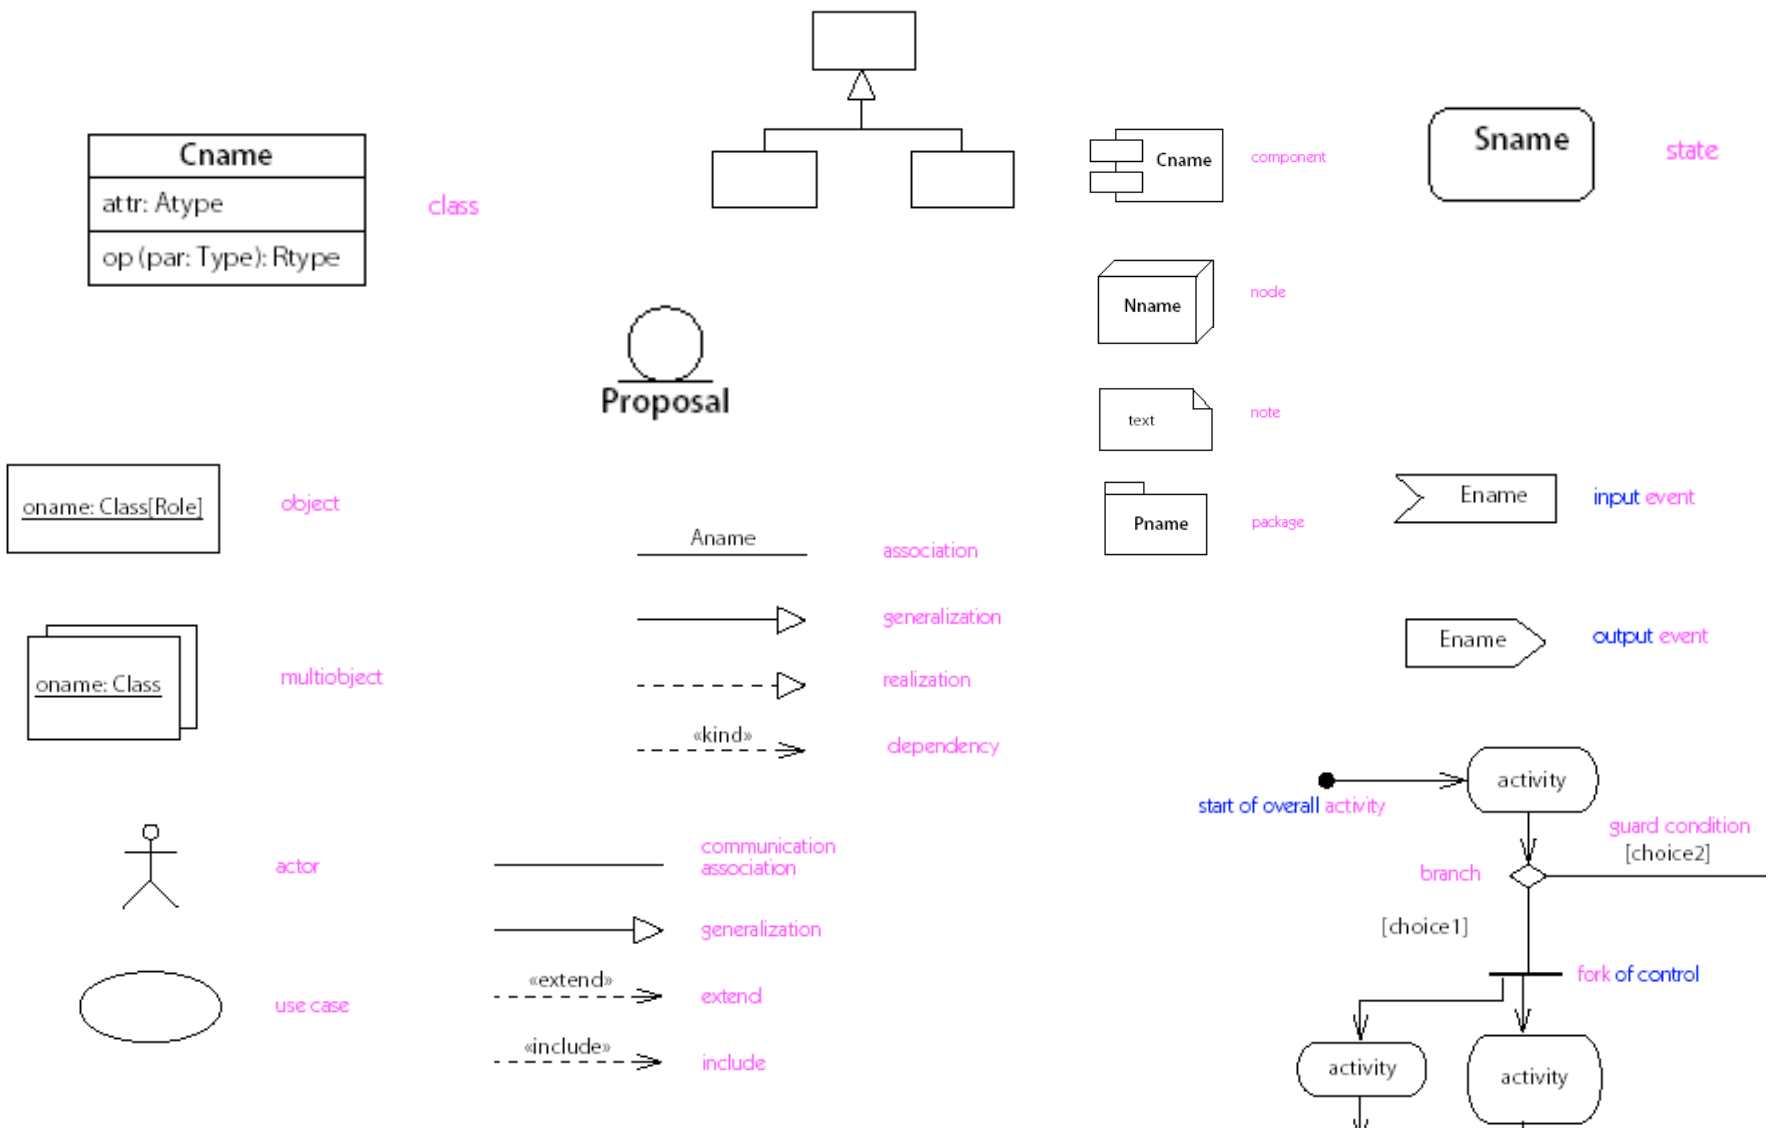 Cname
attr: Atype
op (par: Type): Rtype
class
Proposal
Cname
component
Sname
state
Nname
node
text
note
Pname
package
oname: Class[Role]
object
oname: Class
multiobject
actor
use case
Aname
association
generalization
realization
«kind»
dependency
communication
association
generalization
«extend»
extend
«include»
include
Ename
input event
Ename
output event
activity
start of overall activity
guard condition
[choice2]
branch
[choice1]
fork of control
activity
activity